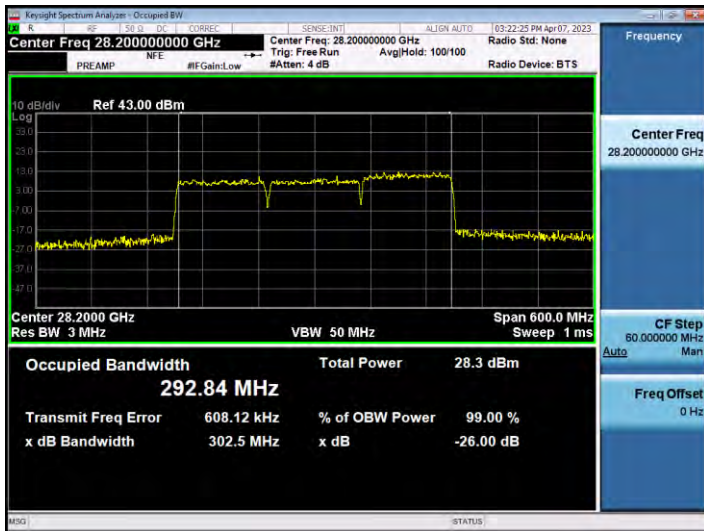 Keysight Spectrum Analyzer - Occupied BW
R RF 50 Ω DC CORREC SENSE:INT ALIGN AUTO 03:22:25 PM Apr 07, 2023
Center Freq 28.200000000 GHz Center Freq: 28.200000000 GHz Radio Std: None
NFE Trig: Free Run Avg|Hold: 100/100
PREAMP #IFGain:Low #Atten: 4 dB Radio Device: BTS
10 dB/div Ref 43.00 dBm
Log
33.0
23.0
13.0
3.00
-7.00
-17.0
-27.0
-37.0
-47.0
Center 28.2000 GHz Span 600.0 MHz
Res BW 3 MHz VBW 50 MHz Sweep 1 ms
Occupied Bandwidth Total Power 28.3 dBm
292.84 MHz
Transmit Freq Error 608.12 kHz % of OBW Power 99.00 %
x dB Bandwidth 302.5 MHz x dB -26.00 dB
Frequency
Center Freq
28.200000000 GHz
CF Step
60.000000 MHz
Auto Man
Freq Offset
0 Hz
MSG STATUS